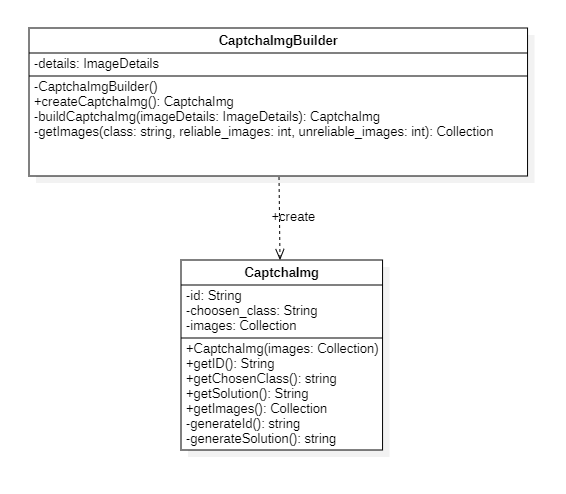 CaptchaImgBuilder
-details: ImageDetails
-CaptchaImgBuilder()
+createCaptchaImg(): CaptchaImg
-buildCaptchaImg(imageDetails: ImageDetails): CaptchaImg
-getImages(class: string, reliable_images: int, unreliable_images: int): Collection
+create
CaptchaImg
-id: String
-choosen_class: String
-images: Collection
+CaptchaImg(images: Collection)
+getID(): String
+getChosenClass(): string
+getSolution(): String
+getImages(): Collection
-generateId(): string
-generateSolution(): string